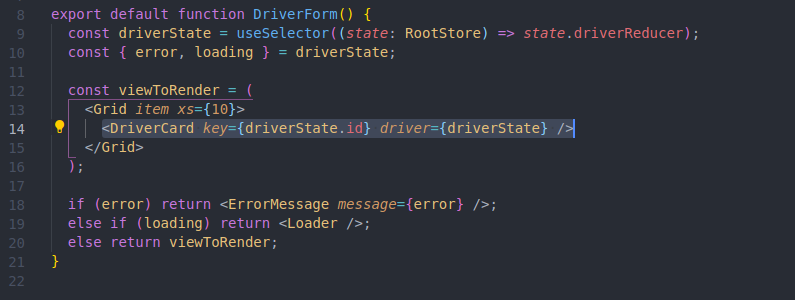 8 export default function DriverForm() {
9 const driverState = useSelector((state: RootStore) => state.driverReducer);
10 const { error, loading } = driverState;
11
12 const viewToRender = (
13 <Grid item xs={10}>
14 <DriverCard key={driverState.id} driver={driverState} />
15 </Grid>
16 );
17
18 if (error) return <ErrorMessage message={error} />;
19 else if (loading) return <Loader />;
20 else return viewToRender;
21 }
22